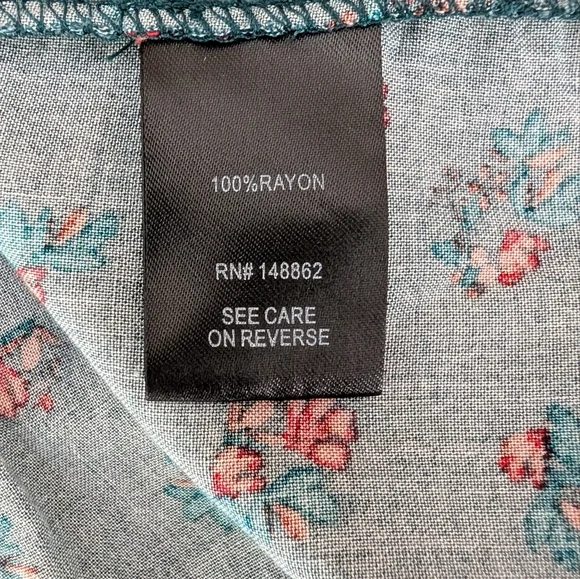 100%RAYON
RN# 148862
SEE CARE
ON REVERSE